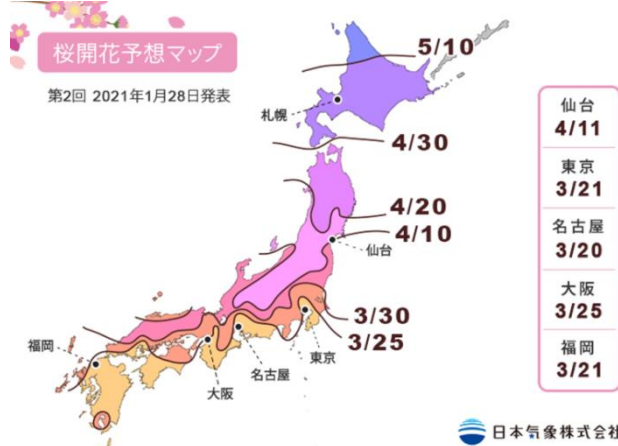 桜開花予想マップ
第2回 2021年1月28日発表
5/10
札幌
4/30
4/20
4/10
仙台
3/30
3/25
福岡
東京
名古屋
大阪
仙台
4/11
東京
3/21
名古屋
3/20
大阪
3/25
福岡
3/21
日本気象株式会社